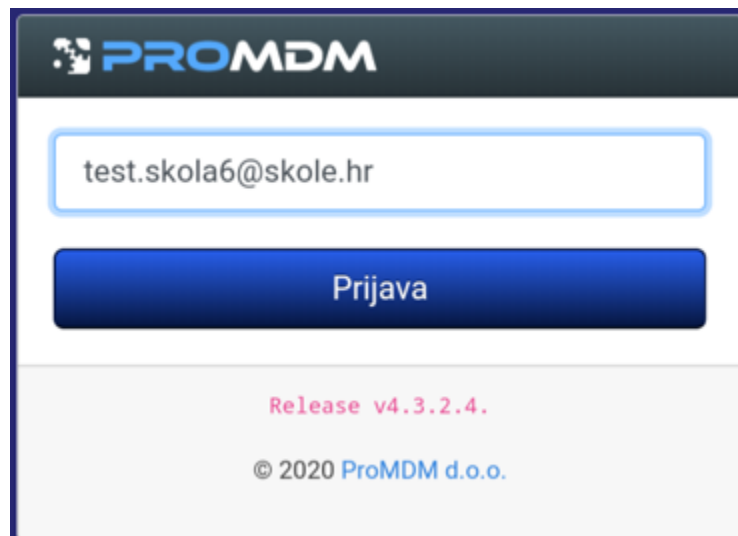 PROMDM
test.skola6@skole.hr
Prijava
Release v4.3.2.4.
© 2020 ProMDM d.o.o.